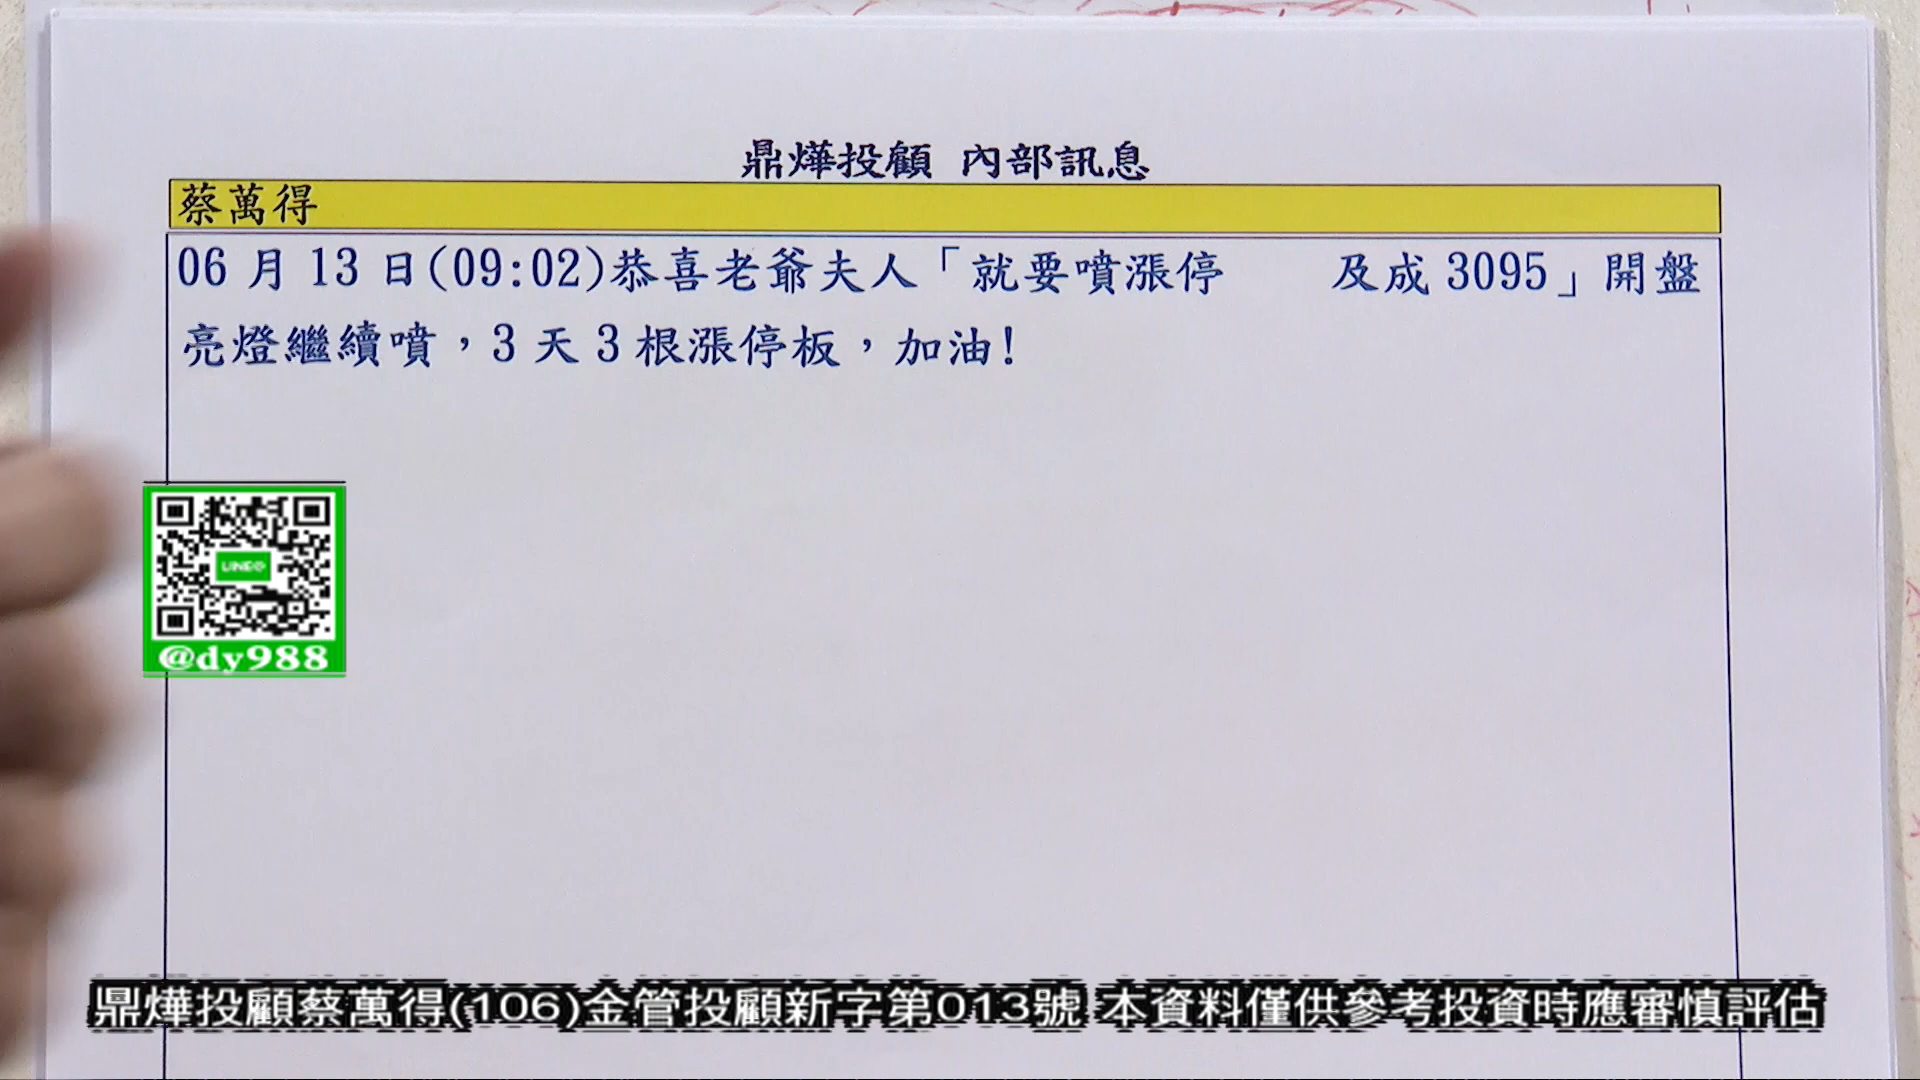 鼎燁投顧 內部訊息
蔡萬得
06 月 13 日(09:02)恭喜老爺夫人「就要噴漲停 及成 3095」開盤
亮燈繼續噴，3 天 3 根漲停板，加油!
LINE@
@dy988
鼎燁投顧蔡萬得(106)金管投顧新字第013號 本資料僅供參考投資時應審慎評估